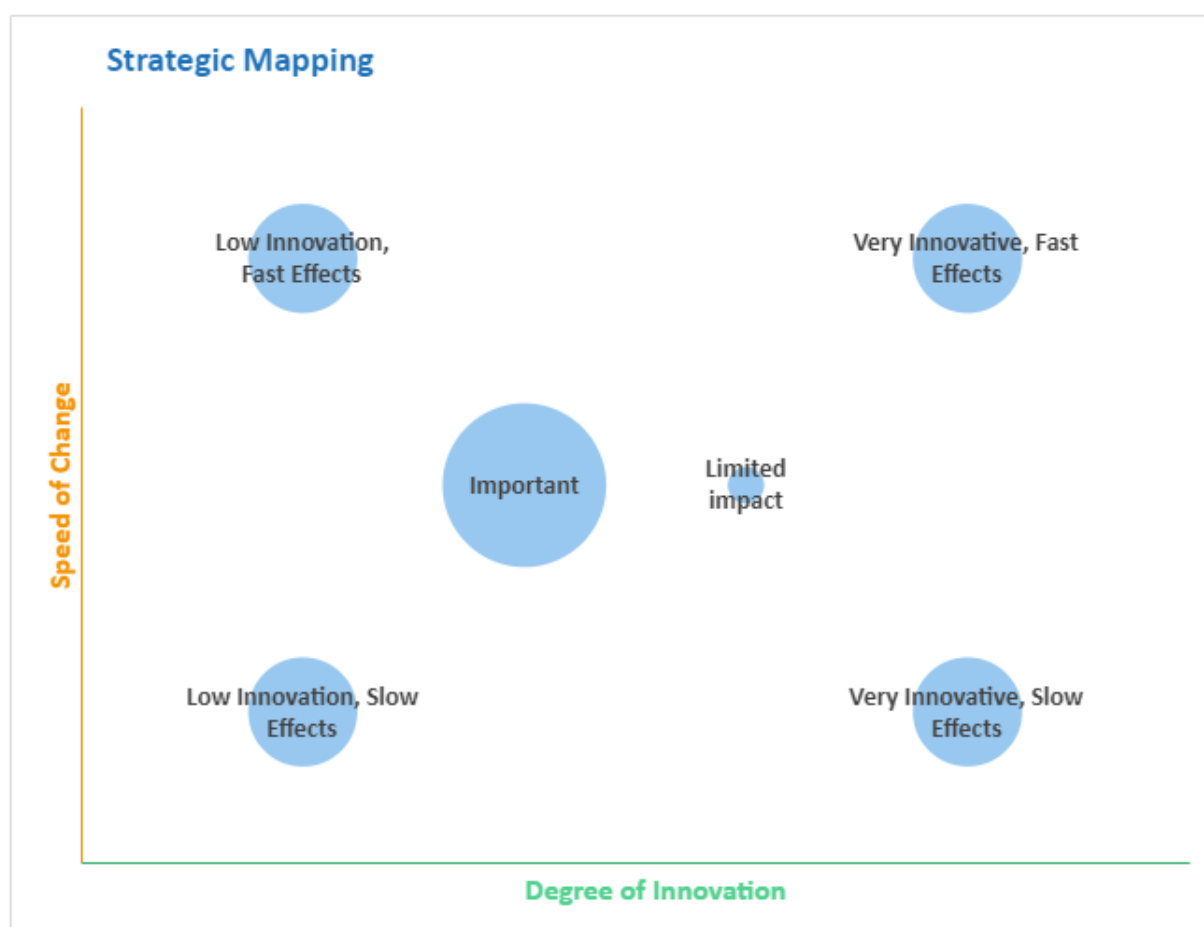 Strategic Mapping
Low Innovation,
Fast Effects
Very Innovative, Fast
Effects
Speed of Change
Important
Limited
impact
Low Innovation, Slow
Effects
Very Innovative, Slow
Effects
Degree of Innovation